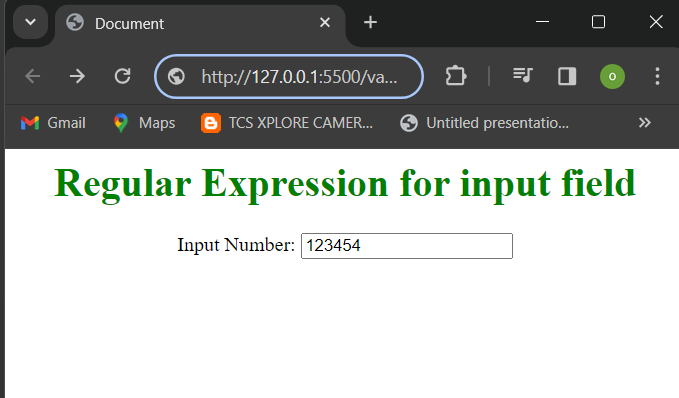 Document
http://127.0.0.1:5500/va...
o
Gmail Maps TCS XPLORE CAMER... Untitled presentatio...
Regular Expression for input field
Input Number: 123454